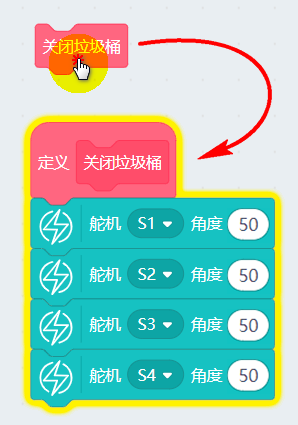 关闭垃圾桶
定义 关闭垃圾桶
舵机 S1 角度 50
舵机 S2 角度 50
舵机 S3 角度 50
舵机 S4 角度 50